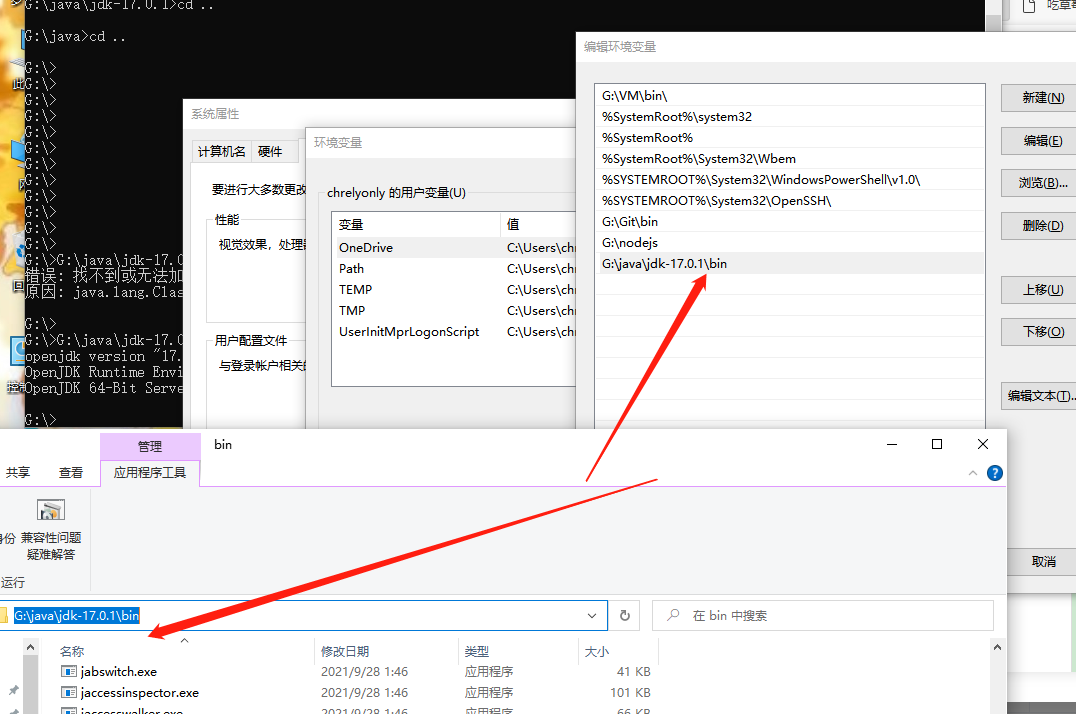 G:\java\jdk-17.0.1>cd ..
G:\java>cd ..
G:\>
G:\>
G:\>
G:\>
G:\>
G:\>
G:\>
G:\>
G:\>
G:\>
G:\>
G:\>
G:\>G:\java\jdk-17.0
错误: 找不到或无法加
原因: java.lang.Clas
G:\>
G:\>G:\java\jdk-17.
openjdk version "17.
OpenJDK Runtime Envi
OpenJDK 64-Bit Serve
G:\>
此
回
控
吃草莓
系统属性
计算机名
硬件
要进行大多数更改
性能
视觉效果，处理器
用户配置文件
与登录帐户相关的
环境变量
chrelyonly 的用户变量(U)
变量
值
OneDrive
C:\Users\chr
Path
C:\Users\chr
TEMP
C:\Users\chr
TMP
C:\Users\chr
UserInitMprLogonScript
C:\Users\chr
编辑环境变量
G:\VM\bin\
%SystemRoot%\system32
%SystemRoot%
%SystemRoot%\System32\Wbem
%SYSTEMROOT%\System32\WindowsPowerShell\v1.0\
%SYSTEMROOT%\System32\OpenSSH\
G:\Git\bin
G:\nodejs
G:\java\jdk-17.0.1\bin
新建(N)
编辑(E)
浏览(B)...
删除(D)
上移(U)
下移(O)
编辑文本(T)...
取消
管理
bin
共享
查看
应用程序工具
身份
兼容性问题
疑难解答
运行
G:\java\jdk-17.0.1\bin
在 bin 中搜索
名称
修改日期
类型
大小
jabswitch.exe
2021/9/28 1:46
应用程序
41 KB
jaccessinspector.exe
2021/9/28 1:46
应用程序
101 KB
jaccesswalker.exe
2021/9/28 1:46
应用程序
66 KB